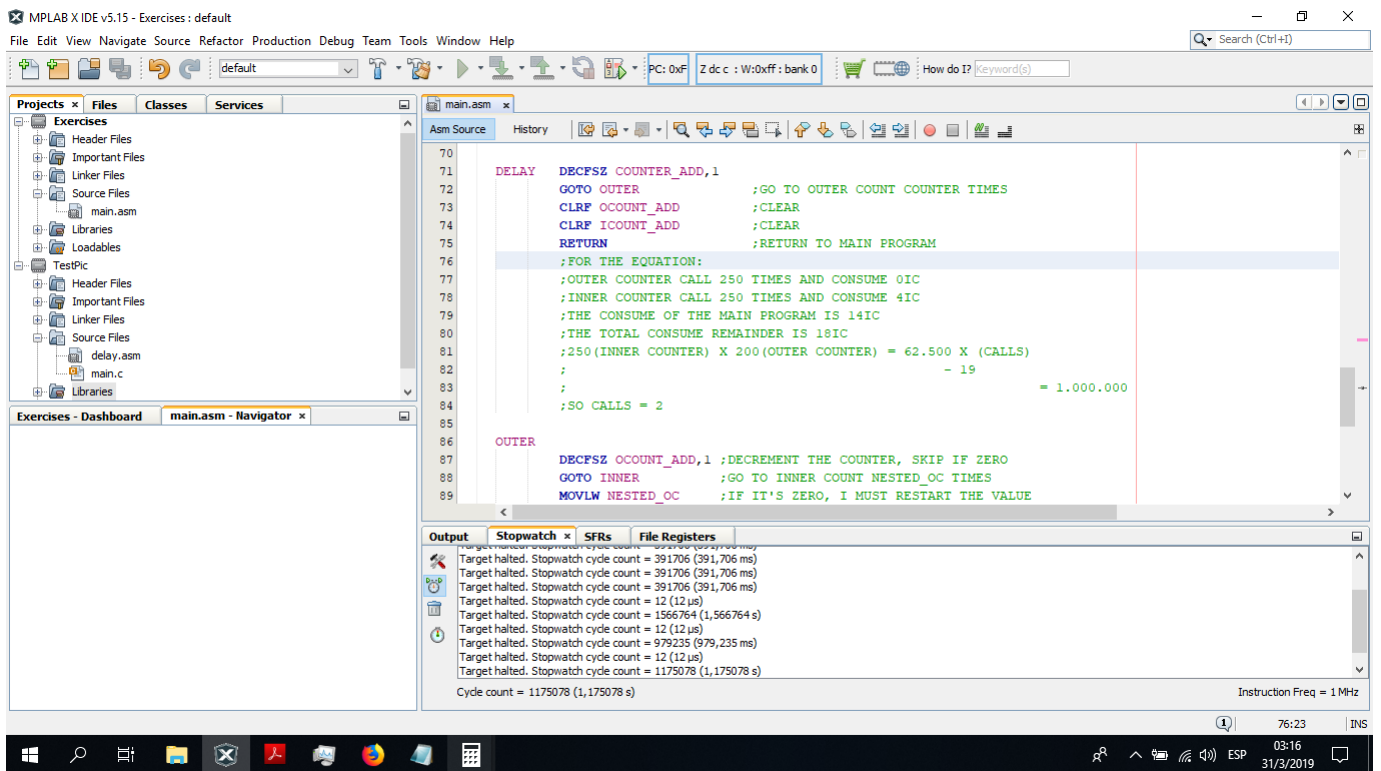 MPLAB X IDE v5.15 - Exercises : default
File Edit View Navigate Source Refactor Production Debug Team Tools Window Help
Search (Ctrl+I)
default
PC: 0xF
Z dc c : W:0xff : bank 0
How do I? Keyword(s)
Projects × Files Classes Services
Exercises
Header Files
Important Files
Linker Files
Source Files
main.asm
Libraries
Loadables
TestPic
Header Files
Important Files
Linker Files
Source Files
delay.asm
main.c
Libraries
Exercises - Dashboard main.asm - Navigator ×
main.asm ×
Asm Source History
70
71 DELAY DECFSZ COUNTER_ADD,1
72 GOTO OUTER ;GO TO OUTER COUNT COUNTER TIMES
73 CLRF OCOUNT_ADD ;CLEAR
74 CLRF ICOUNT_ADD ;CLEAR
75 RETURN ;RETURN TO MAIN PROGRAM
76 ;FOR THE EQUATION:
77 ;OUTER COUNTER CALL 250 TIMES AND CONSUME 0IC
78 ;INNER COUNTER CALL 250 TIMES AND CONSUME 4IC
79 ;THE CONSUME OF THE MAIN PROGRAM IS 14IC
80 ;THE TOTAL CONSUME REMAINDER IS 18IC
81 ;250(INNER COUNTER) X 200(OUTER COUNTER) = 62.500 X (CALLS)
82 ; - 19
83 ; = 1.000.000
84 ;SO CALLS = 2
85
86 OUTER
87 DECFSZ OCOUNT_ADD,1 ;DECREMENT THE COUNTER, SKIP IF ZERO
88 GOTO INNER ;GO TO INNER COUNT NESTED_OC TIMES
89 MOVLW NESTED_OC ;IF IT'S ZERO, I MUST RESTART THE VALUE
Output Stopwatch × SFRs File Registers
Target halted. Stopwatch cycle count = 391706 (391,706 ms)
Target halted. Stopwatch cycle count = 391706 (391,706 ms)
Target halted. Stopwatch cycle count = 391706 (391,706 ms)
Target halted. Stopwatch cycle count = 391706 (391,706 ms)
Target halted. Stopwatch cycle count = 12 (12 µs)
Target halted. Stopwatch cycle count = 1566764 (1,566764 s)
Target halted. Stopwatch cycle count = 12 (12 µs)
Target halted. Stopwatch cycle count = 979235 (979,235 ms)
Target halted. Stopwatch cycle count = 12 (12 µs)
Target halted. Stopwatch cycle count = 1175078 (1,175078 s)
Cycle count = 1175078 (1,175078 s)
Instruction Freq = 1 MHz
1
76:23
INS
ESP
03:16
31/3/2019